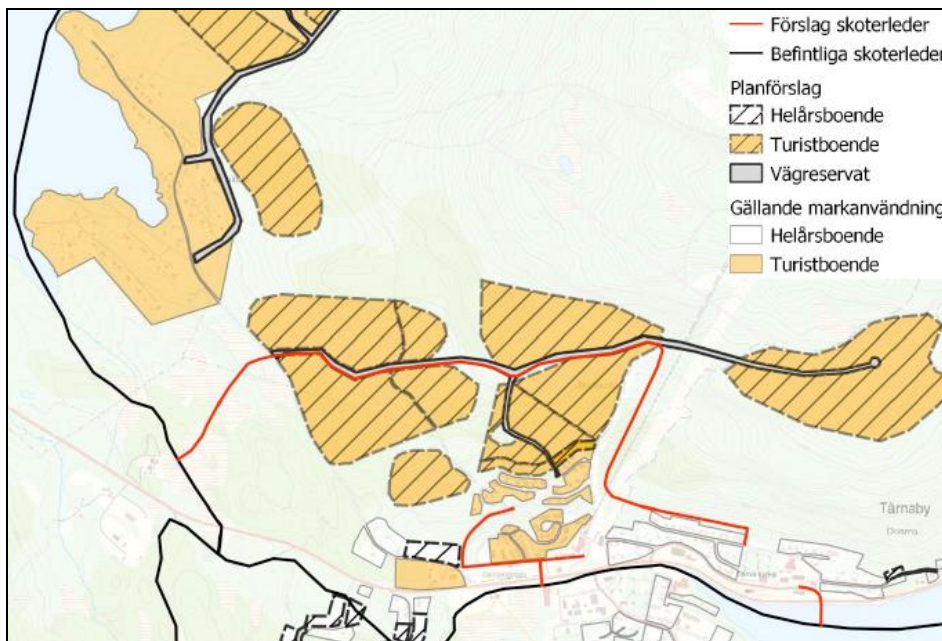 Förslag skoterleder
Befintliga skoterleder
Planförslag
Helårsboende
Turistboende
Vägreservat
Gällande markanvändning
Helårsboende
Turistboende
Tärnaby